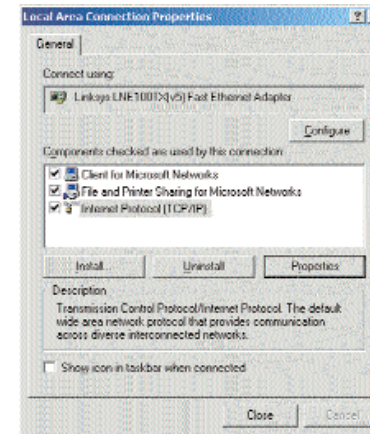 Local Area Connection Properties
General
Connect using:
Linksys LNE100TX(v5) Fast Ethernet Adapter
Configure
Components checked are used by this connection:
Client for Microsoft Networks
File and Printer Sharing for Microsoft Networks
Internet Protocol (TCP/IP)
Install... Uninstall Properties
Description
Transmission Control Protocol/Internet Protocol. The default
wide area network protocol that provides communication
across diverse interconnected networks.
Show icon in taskbar when connected
Close Cancel